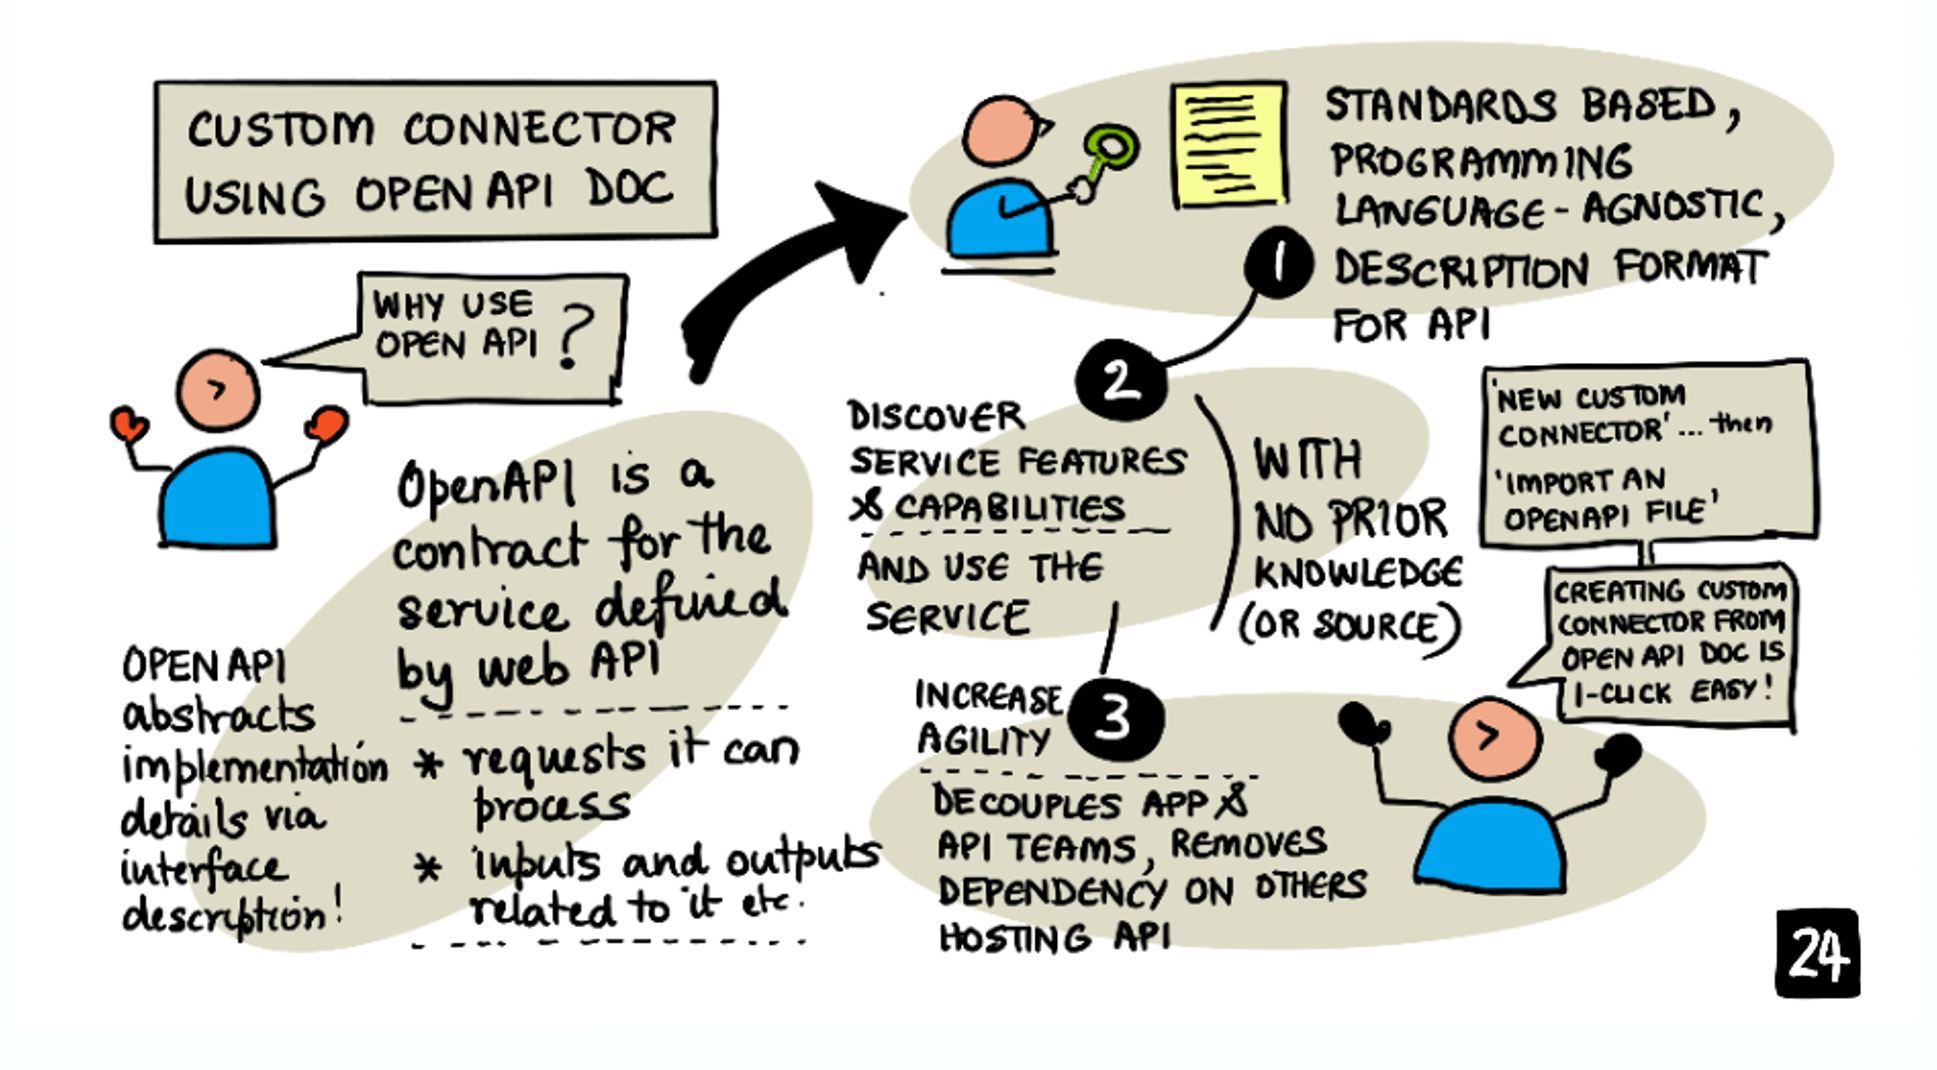 CUSTOM CONNECTOR
USING OPEN API DOC
WHY USE
OPEN API ?
OpenAPI is a
contract for the
service defined
by web API
* requests it can
process
* inputs and outputs
related to it etc.
OPEN API
abstracts
implementation
details via
interface
description!
STANDARDS BASED,
PROGRAMMING
LANGUAGE-AGNOSTIC,
1 DESCRIPTION FORMAT
FOR API
2
DISCOVER
SERVICE FEATURES
& CAPABILITIES
AND USE THE
SERVICE
WITH
NO PRIOR
KNOWLEDGE
(OR SOURCE)
3
INCREASE
AGILITY
DECOUPLES APP &
API TEAMS, REMOVES
DEPENDENCY ON OTHERS
HOSTING API
'NEW CUSTOM
CONNECTOR' ... then
'IMPORT AN
OPENAPI FILE'
CREATING CUSTOM
CONNECTOR FROM
OPEN API DOC IS
1-CLICK EASY!
24